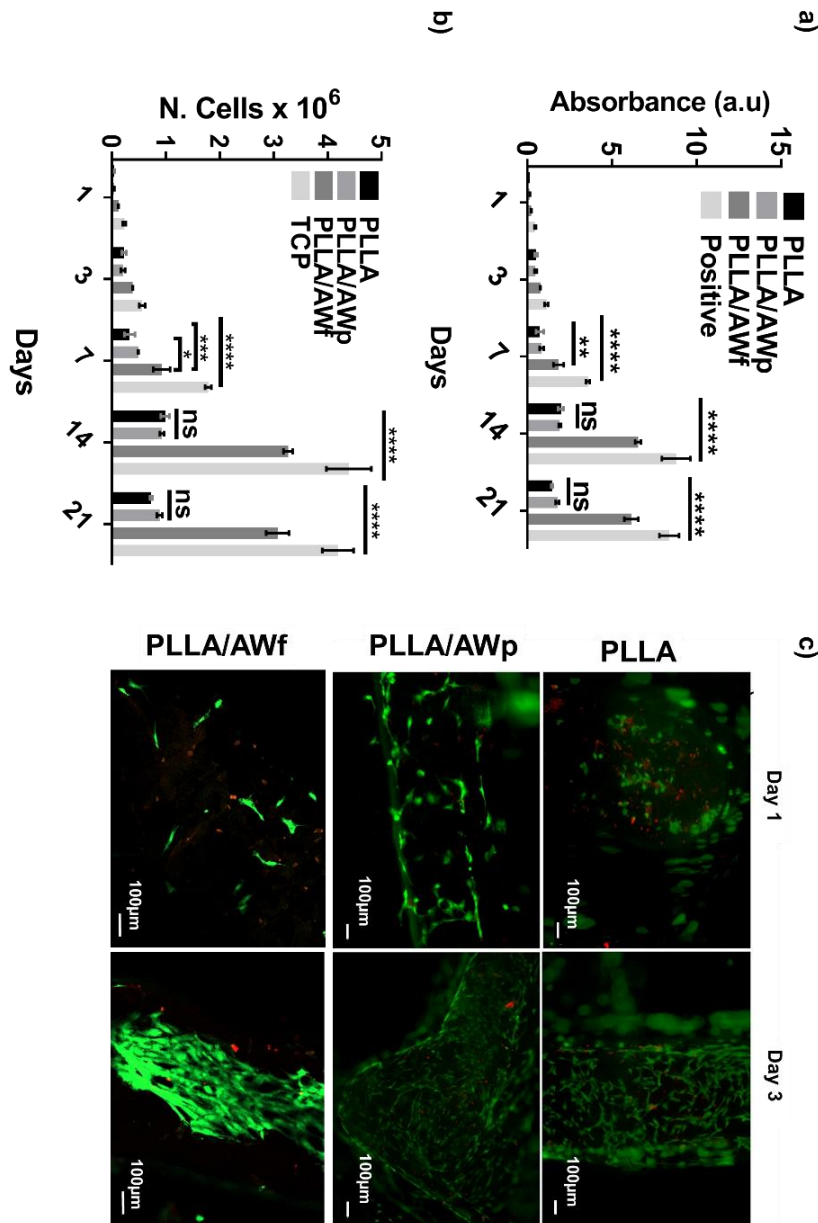 a)
Absorbance (a.u)
15
10
5
0
PLLA
PLLA/AWp
PLLA/AWf
Positive
****
**
****
ns
****
ns
1
3
7
14
21
b)
N. Cells x 10⁶
5
4
3
2
1
0
PLLA
PLLA/AWp
PLLA/AWf
TCP
****
***
*
****
ns
****
ns
1
3
7
14
21
Days
c)
Day 1
Day 3
PLLA
100µm
100µm
PLLA/AWp
100µm
100µm
PLLA/AWf
100µm
100µm